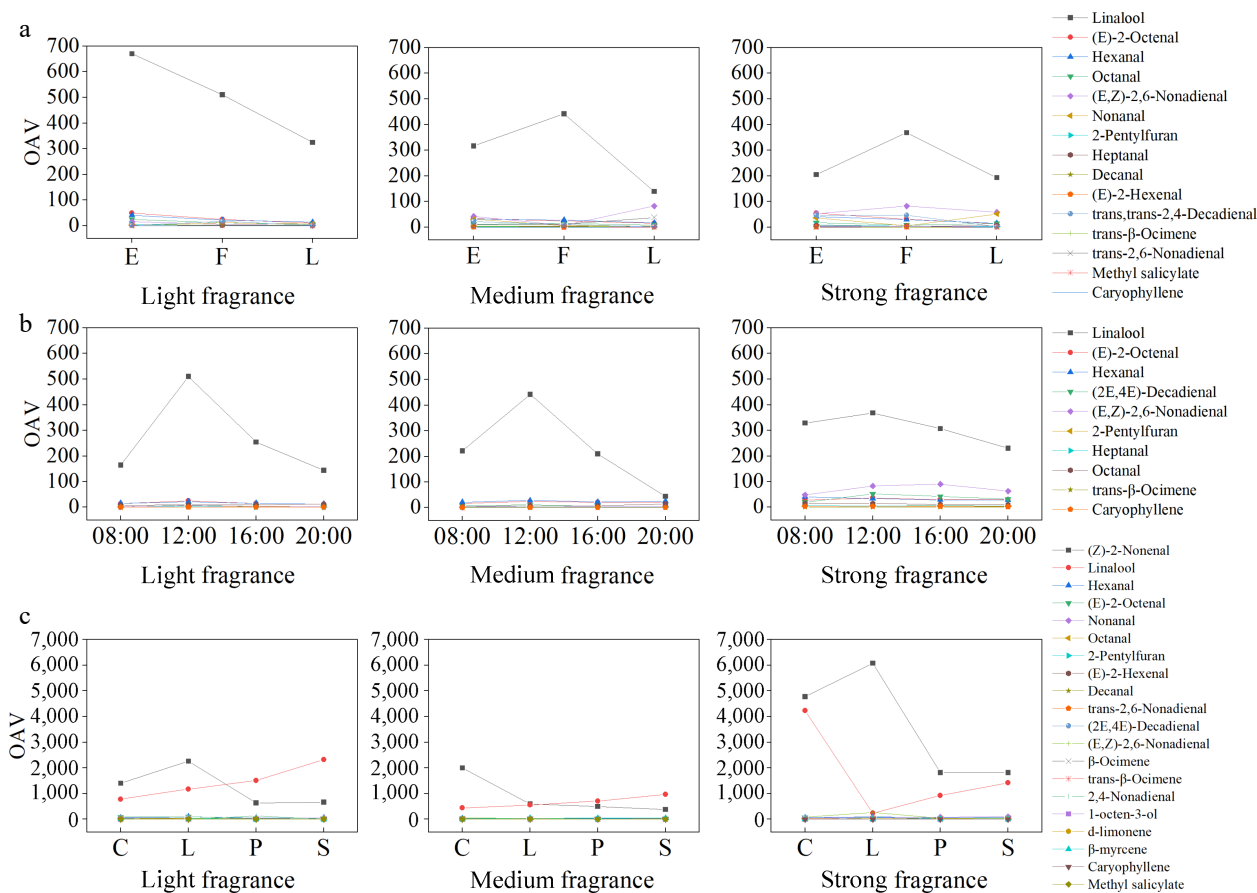 a
OAV
700
600
500
400
300
200
100
0
E F L
Light fragrance
700
600
500
400
300
200
100
0
E F L
Medium fragrance
700
600
500
400
300
200
100
0
E F L
Strong fragrance
Linalool
(E)-2-Octenal
Hexanal
Octanal
(E,Z)-2,6-Nonadienal
Nonanal
2-Pentylfuran
Heptanal
Decanal
(E)-2-Hexenal
trans,trans-2,4-Decadienal
trans-β-Ocimene
trans-2,6-Nonadienal
Methyl salicylate
Caryophyllene
b
OAV
700
600
500
400
300
200
100
0
08:00 12:00 16:00 20:00
Light fragrance
700
600
500
400
300
200
100
0
08:00 12:00 16:00 20:00
Medium fragrance
700
600
500
400
300
200
100
0
08:00 12:00 16:00 20:00
Strong fragrance
Linalool
(E)-2-Octenal
Hexanal
(2E,4E)-Decadienal
(E,Z)-2,6-Nonadienal
2-Pentylfuran
Heptanal
Octanal
trans-β-Ocimene
Caryophyllene
c
OAV
7,000
6,000
5,000
4,000
3,000
2,000
1,000
0
C L P S
Light fragrance
7,000
6,000
5,000
4,000
3,000
2,000
1,000
0
C L P S
Medium fragrance
7,000
6,000
5,000
4,000
3,000
2,000
1,000
0
C L P S
Strong fragrance
(Z)-2-Nonenal
Linalool
Hexanal
(E)-2-Octenal
Nonanal
Octanal
2-Pentylfuran
(E)-2-Hexenal
Decanal
trans-2,6-Nonadienal
(2E,4E)-Decadienal
(E,Z)-2,6-Nonadienal
β-Ocimene
trans-β-Ocimene
2,4-Nonadienal
1-octen-3-ol
d-limonene
β-myrcene
Caryophyllene
Methyl salicylate